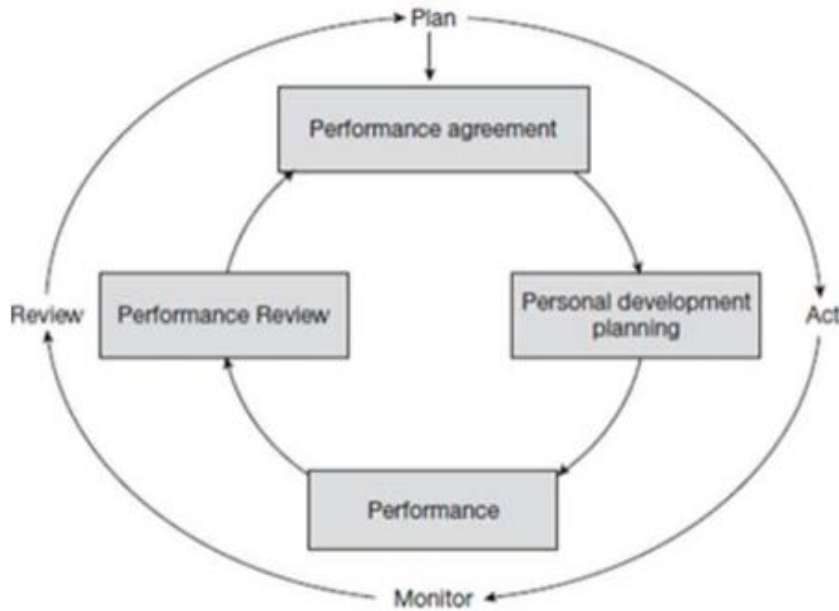 Plan
Performance agreement
Review
Performance Review
Personal development
planning
Act
Performance
Monitor